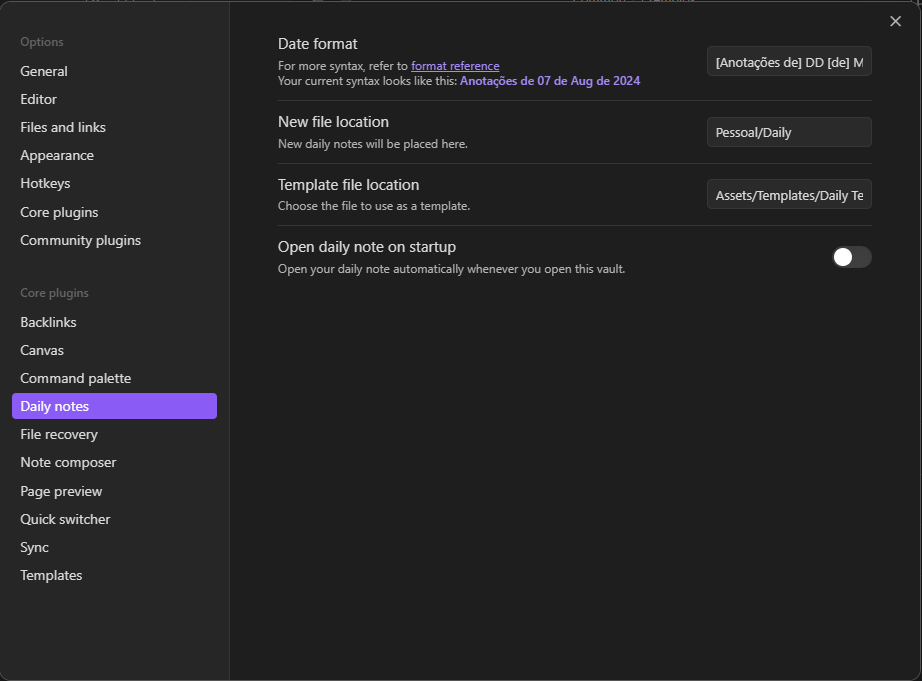 Options
General
Editor
Files and links
Appearance
Hotkeys
Core plugins
Community plugins
Core plugins
Backlinks
Canvas
Command palette
Daily notes
File recovery
Note composer
Page preview
Quick switcher
Sync
Templates
Date format
For more syntax, refer to format reference
Your current syntax looks like this: Anotações de 07 de Aug de 2024
[Anotações de] DD [de] M
New file location
New daily notes will be placed here.
Pessoal/Daily
Template file location
Choose the file to use as a template.
Assets/Templates/Daily Te
Open daily note on startup
Open your daily note automatically whenever you open this vault.